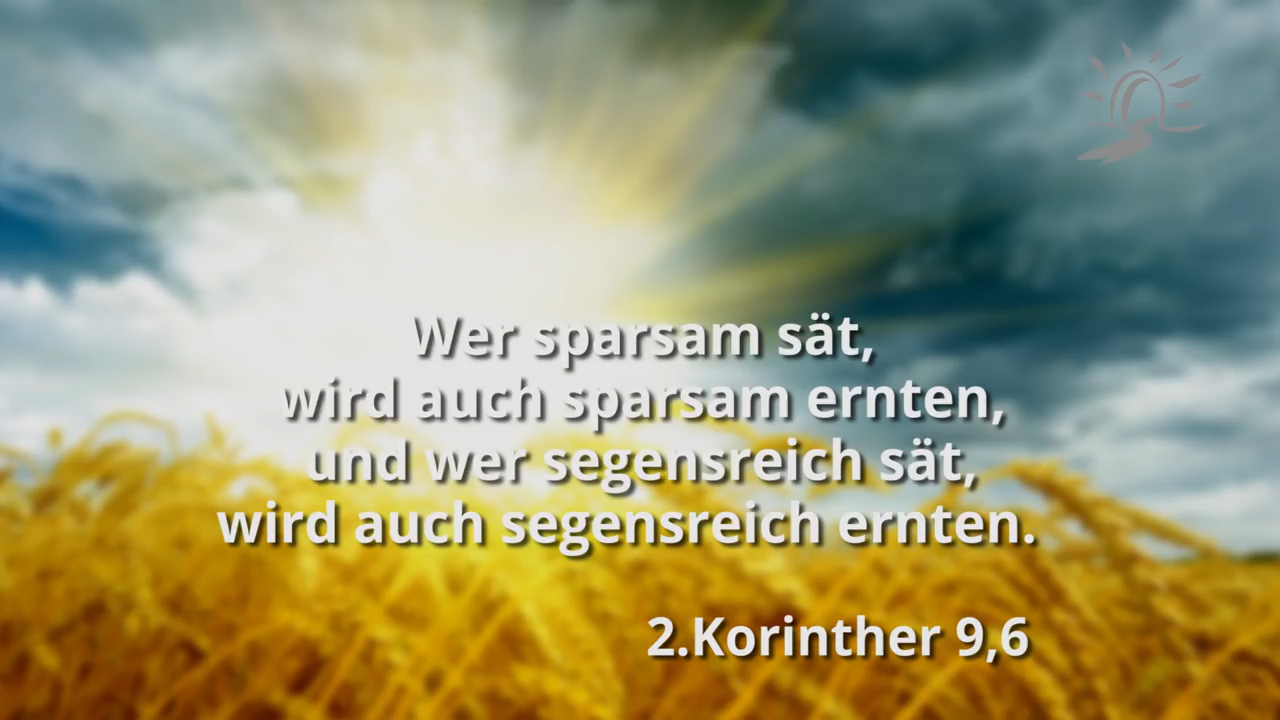 Wer sparsam sät,
wird auch sparsam ernten,
und wer segensreich sät,
wird auch segensreich ernten.
2.Korinther 9,6